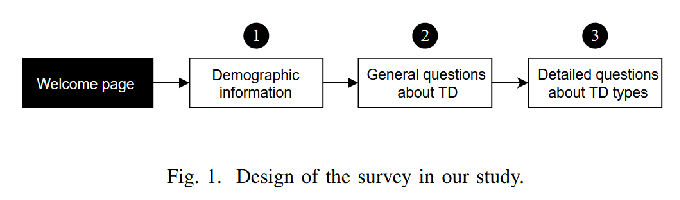 1
2
3
Welcome page
Demographic
information
General questions
about TD
Detailed questions
about TD types
Fig. 1. Design of the survey in our study.